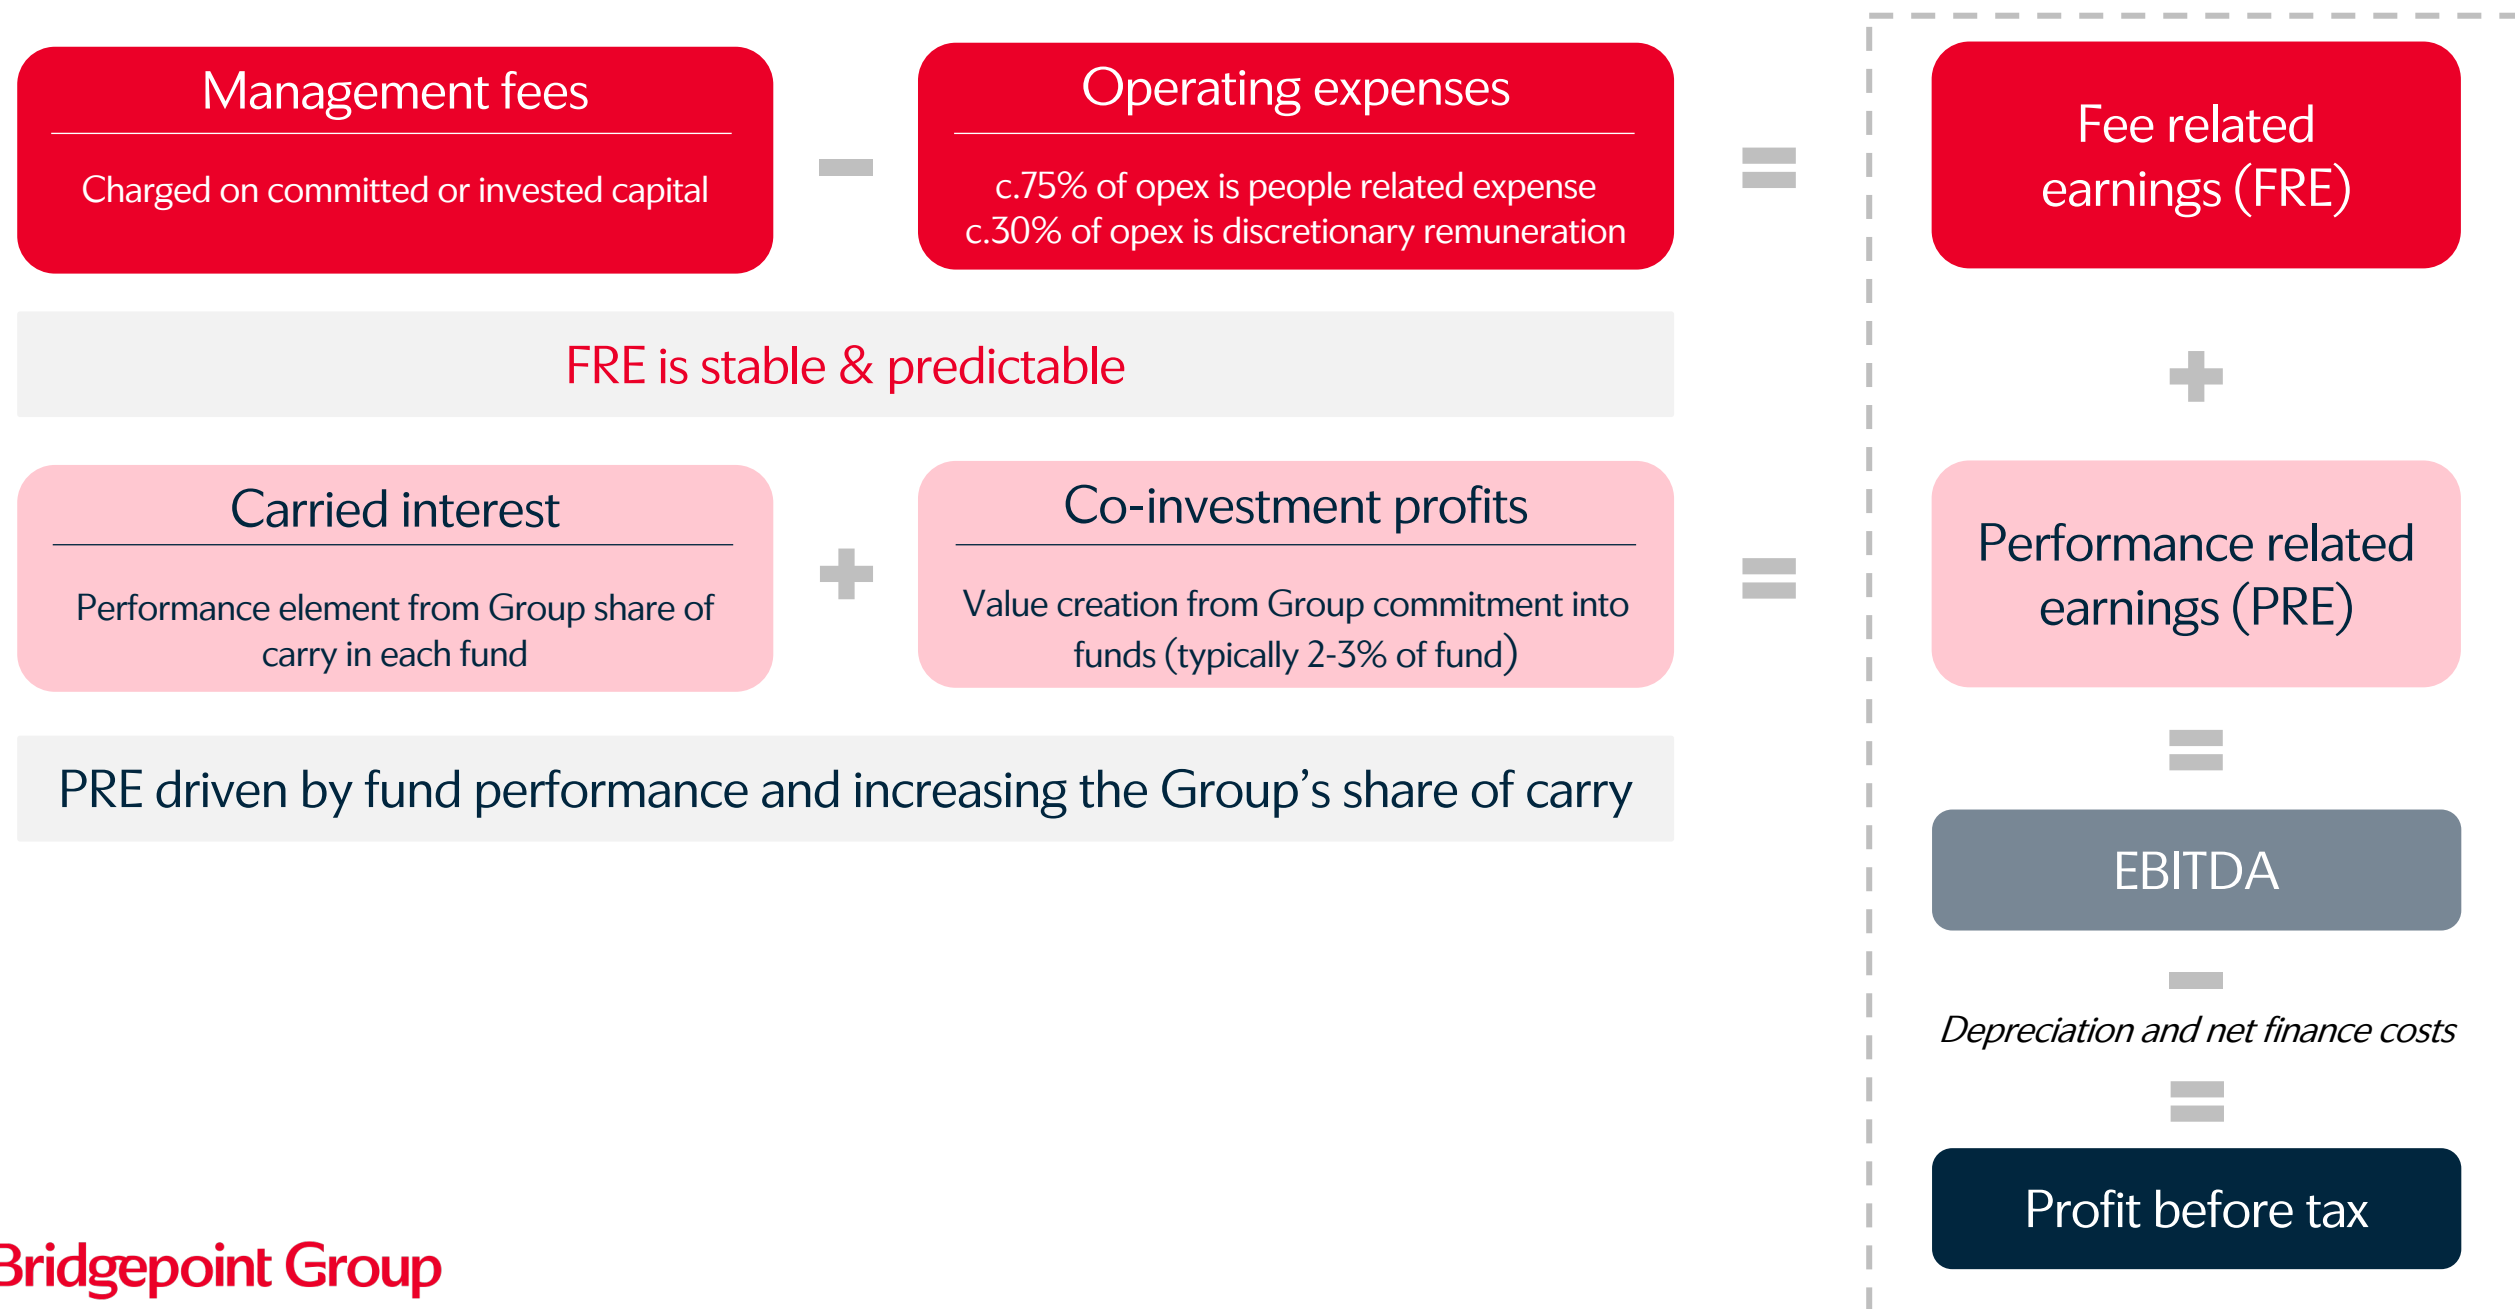 Management fees
Charged on committed or invested capital
Operating expenses
c.75% of opex is people related expense
c.30% of opex is discretionary remuneration
Fee related
earnings (FRE)
FRE is stable & predictable
Carried interest
Performance element from Group share of
carry in each fund
Co-investment profits
Value creation from Group commitment into
funds (typically 2-3% of fund)
Performance related
earnings (PRE)
PRE driven by fund performance and increasing the Group's share of carry
EBITDA
Depreciation and net finance costs
Profit before tax
Bridgepoint Group